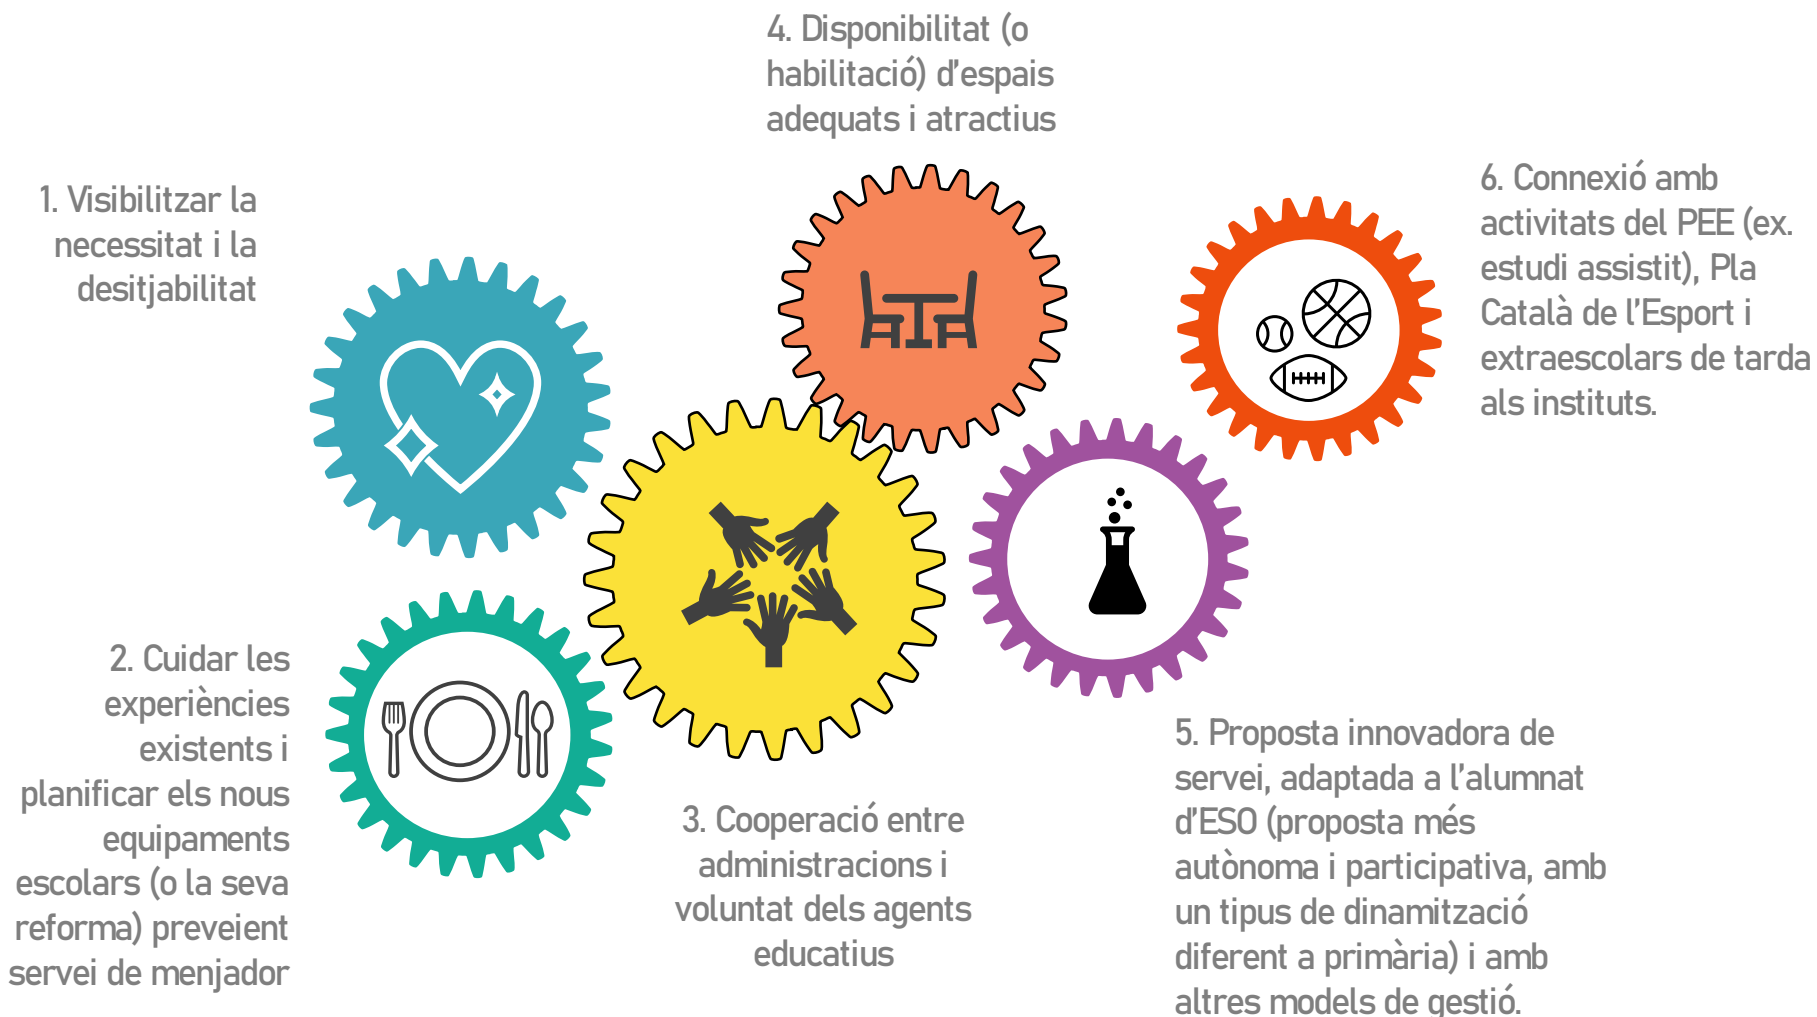 1. Visibilitzar la
necessitat i la
desitjabilitat
2. Cuidar les
experiències
existents i
planificar els nous
equipaments
escolars (o la seva
reforma) preveient
servei de menjador
3. Cooperació entre
administracions i
voluntat dels agents
educatius
4. Disponibilitat (o
habilitació) d'espais
adequats i atractius
5. Proposta innovadora de
servei, adaptada a l'alumnat
d'ESO (proposta més
autònoma i participativa, amb
un tipus de dinamització
diferent a primària) i amb
altres models de gestió.
6. Connexió amb
activitats del PEE (ex.
estudi assistit), Pla
Català de l'Esport i
extraescolars de tarda
als instituts.